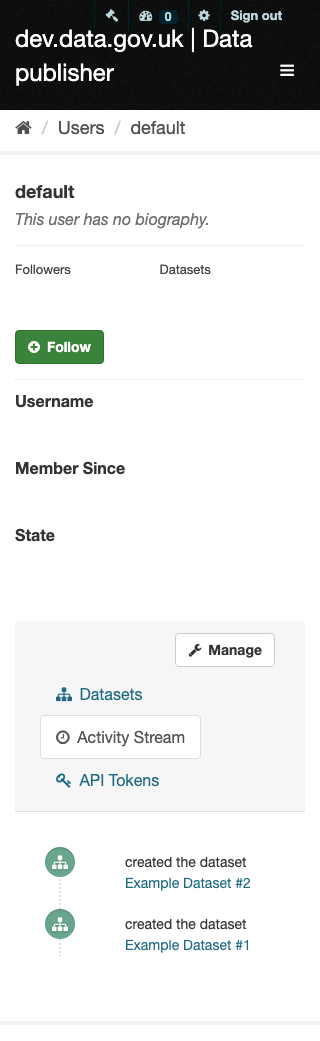 0 Sign out
dev.data.gov.uk | Data
publisher
/ Users / default
default
This user has no biography.
Followers Datasets
Follow
Username
Member Since
State
Manage
Datasets
Activity Stream
API Tokens
created the dataset
Example Dataset #2
created the dataset
Example Dataset #1